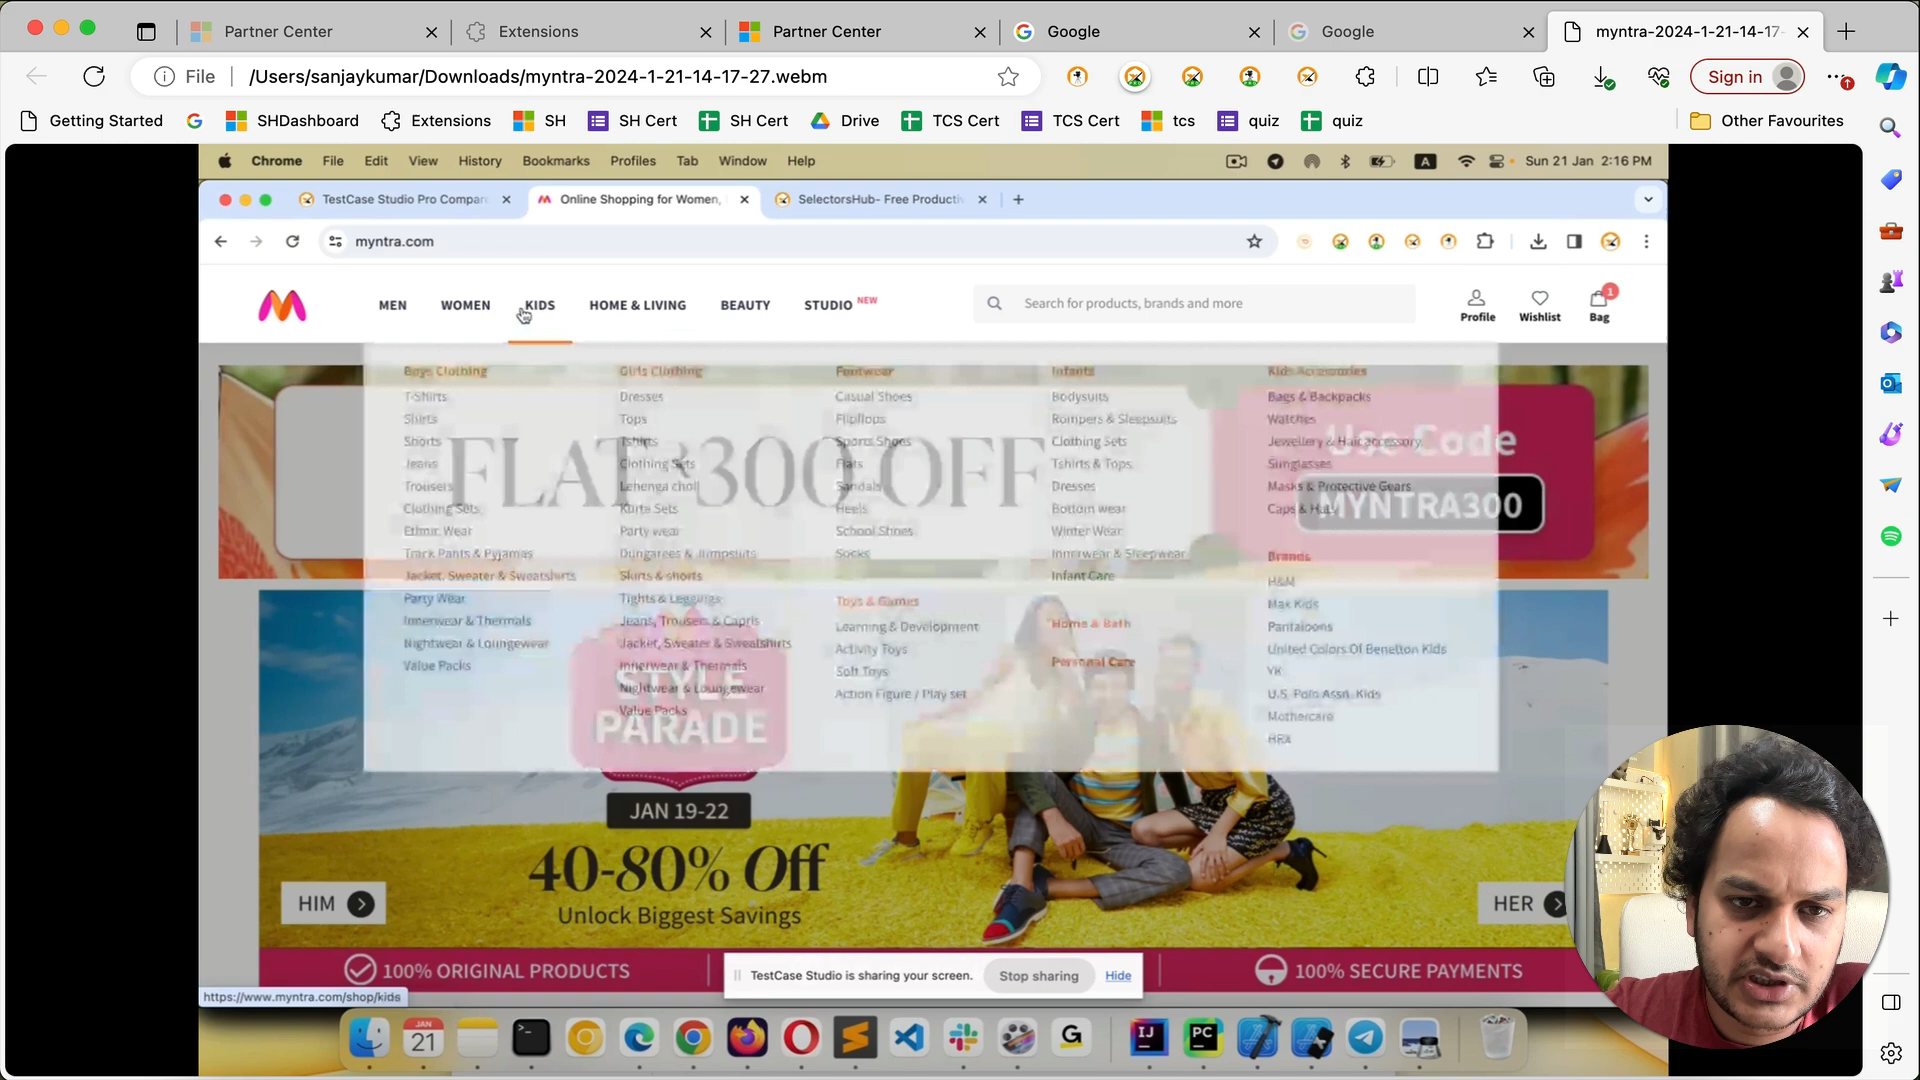 Partner Center
Extensions
Partner Center
Google
Google
myntra-2024-1-21-14-17-
File
/Users/sanjaykumar/Downloads/myntra-2024-1-21-14-17-27.webm
Sign in
Getting Started
SHDashboard
Extensions
SH
SH Cert
SH Cert
Drive
TCS Cert
TCS Cert
tcs
quiz
quiz
Other Favourites
Chrome File Edit View History Bookmarks Profiles Tab Window Help
A
Sun 21 Jan 2:16 PM
TestCase Studio Pro Compar
Online Shopping for Women,
SelectorsHub- Free Producti
myntra.com
MEN
WOMEN
KIDS
HOME & LIVING
BEAUTY
STUDIO NEW
Search for products, brands and more
1
Profile
Wishlist
Bag
Boys Clothing
T-Shirts
Shirts
Shorts
Jeans
Trousers
Clothing Sets
Ethnic Wear
Track Pants & Pyjamas
Jacket, Sweater & Sweatshirts
Party Wear
Innerwear & Thermals
Nightwear & Loungewear
Value Packs
Girls Clothing
Dresses
Tops
Tshirts
Clothing Sets
Lehenga choli
Kurta Sets
Party wear
Dungarees & Jumpsuits
Skirts & shorts
Tights & Leggings
Jeans, Trousers & Capris
Jacket, Sweater & Sweatshirts
Innerwear & Thermals
Nightwear & Loungewear
Value Packs
Footwear
Casual Shoes
Flipflops
Sports Shoes
Flats
Sandals
Heels
School Shoes
Socks
Toys & Games
Learning & Development
Activity Toys
Soft Toys
Action Figure / Play set
Infants
Bodysuits
Rompers & Sleepsuits
Clothing Sets
Tshirts & Tops
Dresses
Bottom wear
Winter Wear
Innerwear & Sleepwear
Infant Care
Home & Bath
Personal Care
Kids Accessories
Bags & Backpacks
Watches
Jewellery & Hair accessory
Sunglasses
Masks & Protective Gears
Caps & Hats
Brands
H&M
Max Kids
Pantaloons
United Colors Of Benetton Kids
YK
U.S. Polo Assn. Kids
Mothercare
HRX
FLAT ₹300 OFF
Use Code
MYNTRA300
STYLE
PARADE
JAN 19-22
40-80% Off
Unlock Biggest Savings
HIM
HER
100% ORIGINAL PRODUCTS
100% SECURE PAYMENTS
TestCase Studio is sharing your screen.
Stop sharing
Hide
https://www.myntra.com/shop/kids
JAN
21
IJ
PC
G